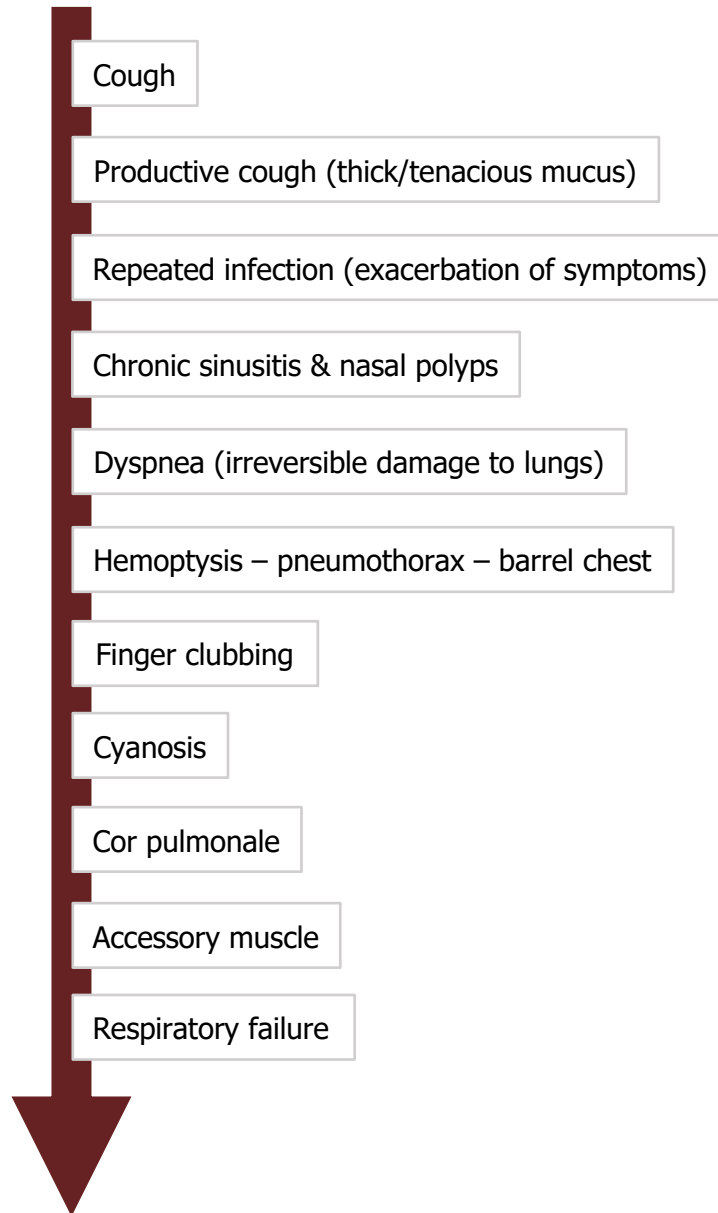 Cough
Productive cough (thick/tenacious mucus)
Repeated infection (exacerbation of symptoms)
Chronic sinusitis & nasal polyps
Dyspnea (irreversible damage to lungs)
Hemoptysis – pneumothorax – barrel chest
Finger clubbing
Cyanosis
Cor pulmonale
Accessory muscle
Respiratory failure